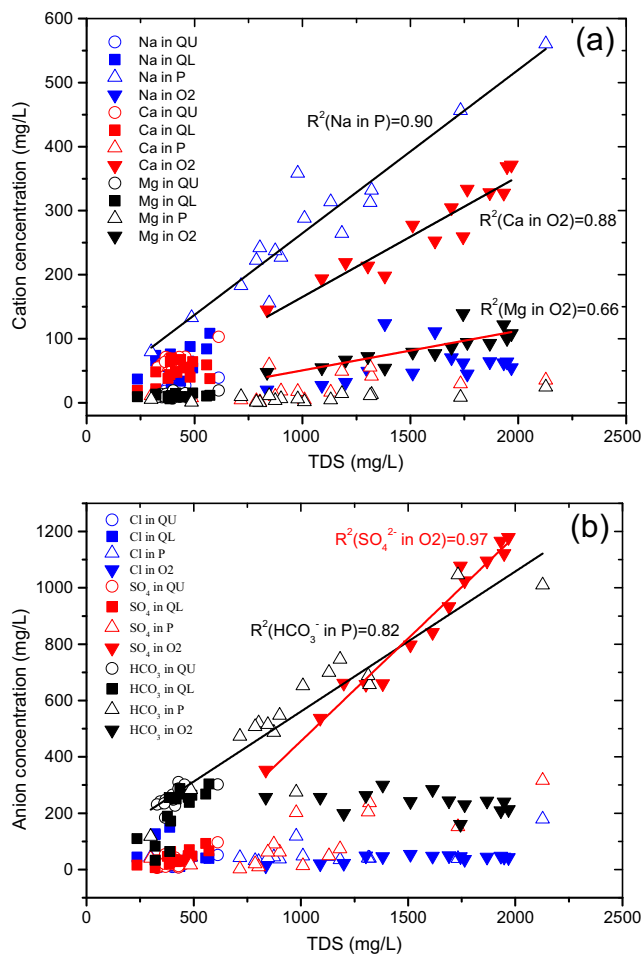 (a)
600
500
400
300
200
100
0
Cation concentration (mg/L)
Na in QU
Na in QL
Na in P
Na in O2
Ca in QU
Ca in QL
Ca in P
Ca in O2
Mg in QU
Mg in QL
Mg in P
Mg in O2
R²(Na in P)=0.90
R²(Ca in O2)=0.88
R²(Mg in O2)=0.66
0 500 1000 1500 2000 2500
TDS (mg/L)
(b)
1200
1000
800
600
400
200
0
Anion concentration (mg/L)
Cl in QU
Cl in QL
Cl in P
Cl in O2
SO₄ in QU
SO₄ in QL
SO₄ in P
SO₄ in O2
HCO₃ in QU
HCO₃ in QL
HCO₃ in P
HCO₃ in O2
R²(SO₄²⁻ in O2)=0.97
R²(HCO₃⁻ in P)=0.82
0 500 1000 1500 2000 2500
TDS (mg/L)